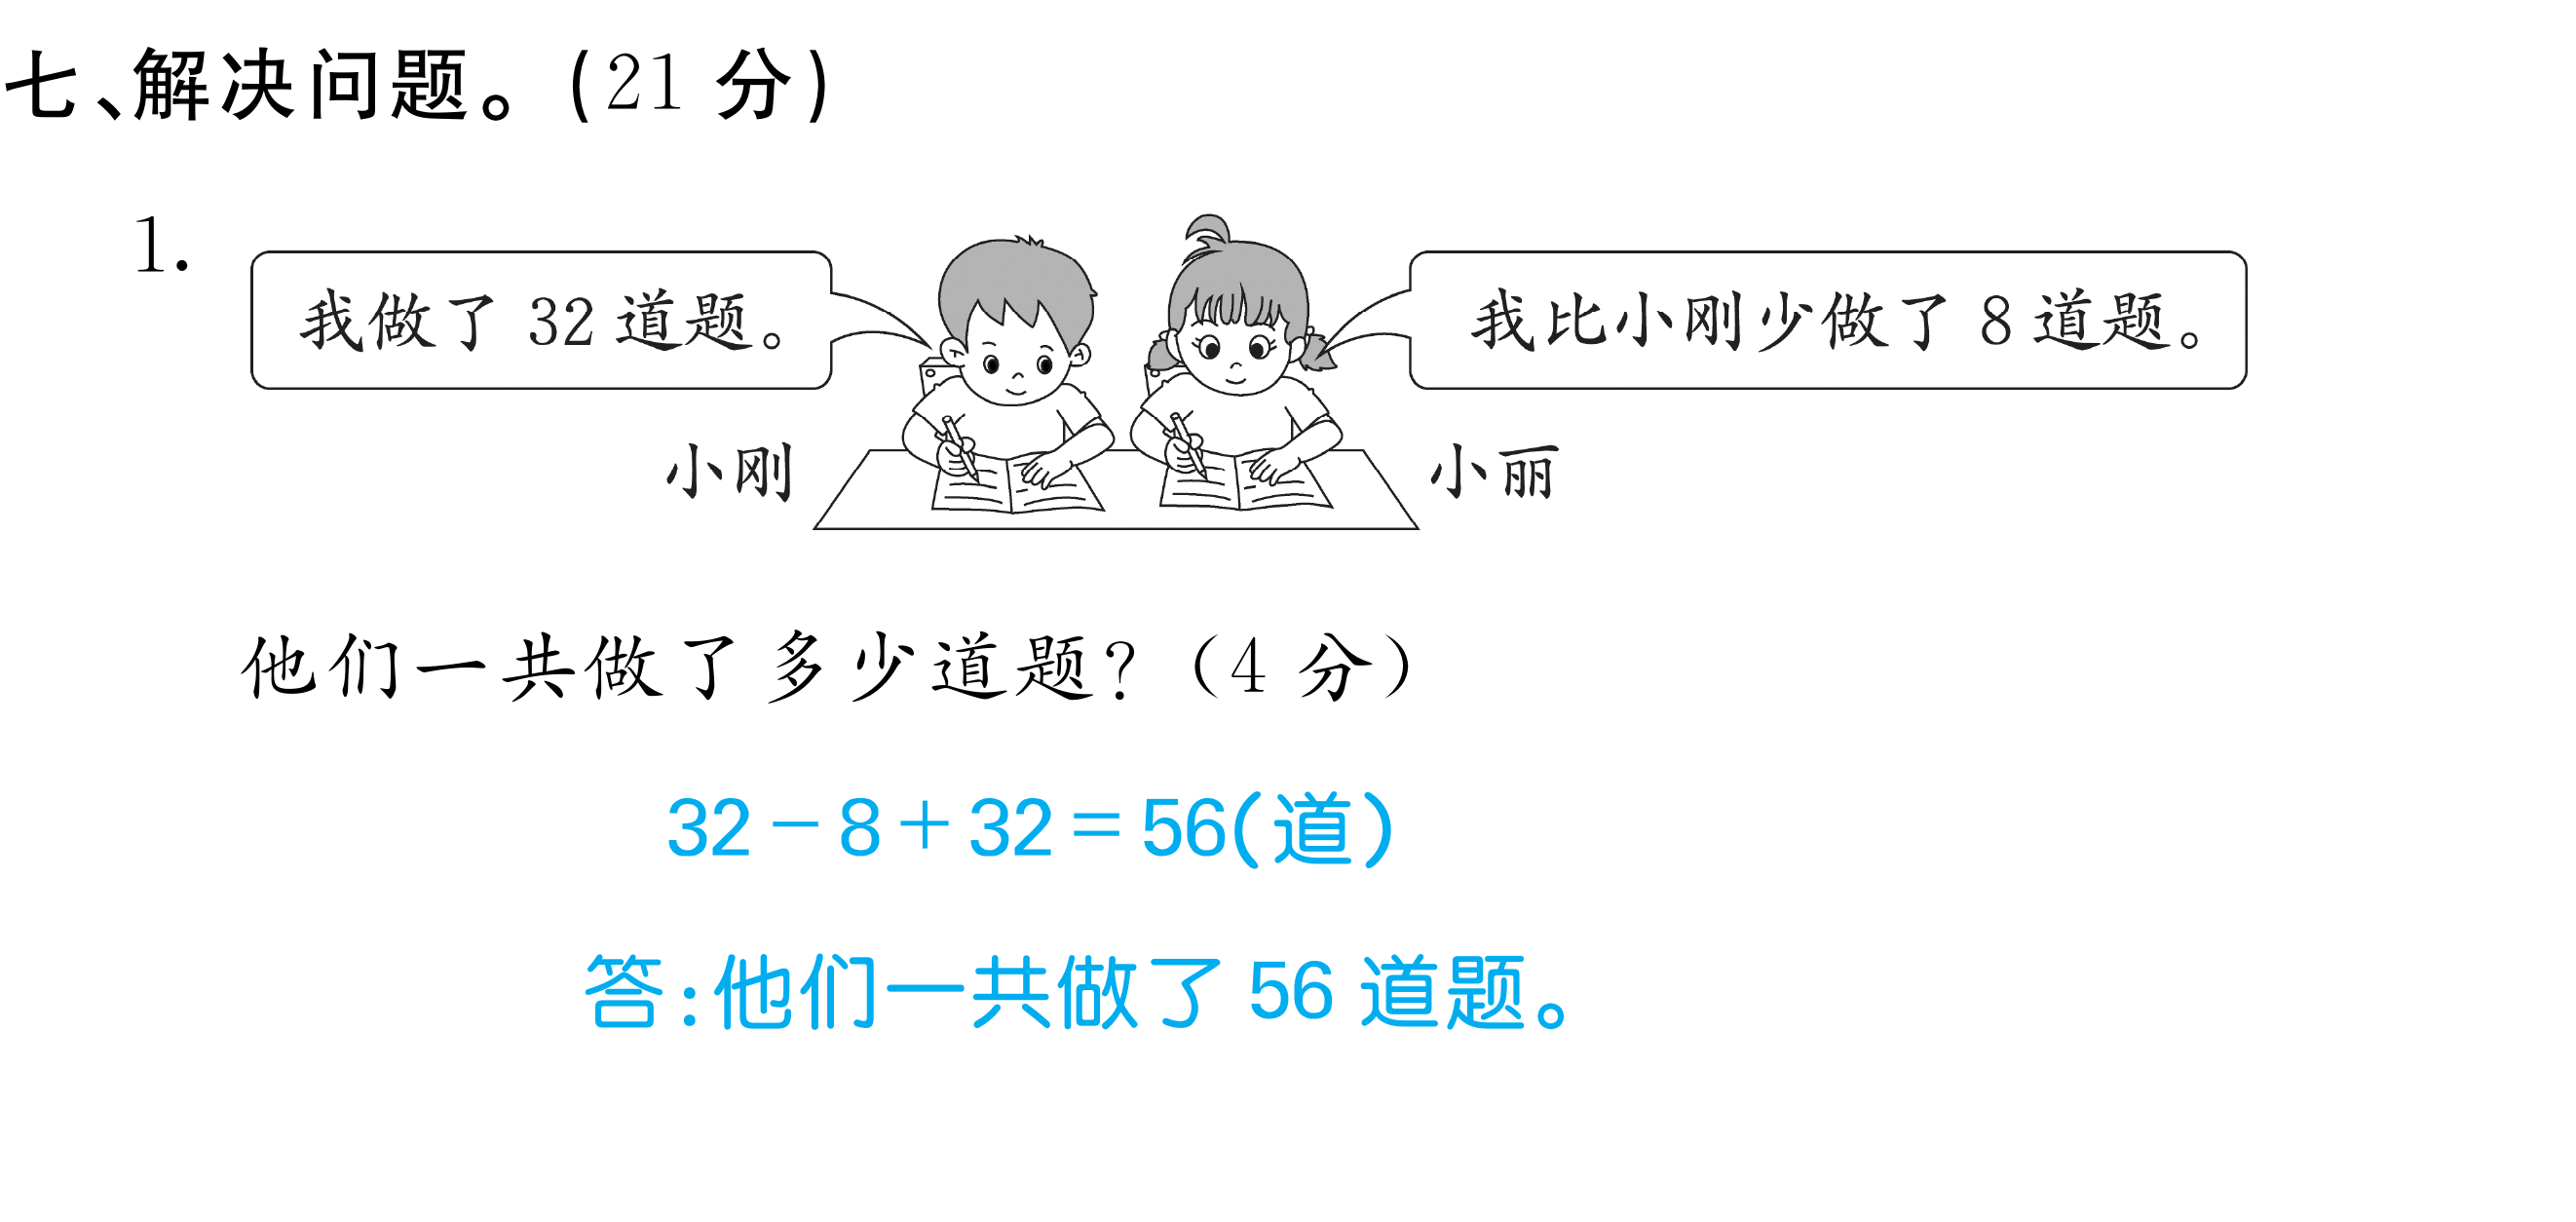 七、解决问题。(21 分)
1.
我做了 32 道题。
我比小刚少做了 8 道题。
小刚
小丽
他们一共做了多少道题?(4 分)
32-8+32=56(道)
答:他们一共做了 56 道题。